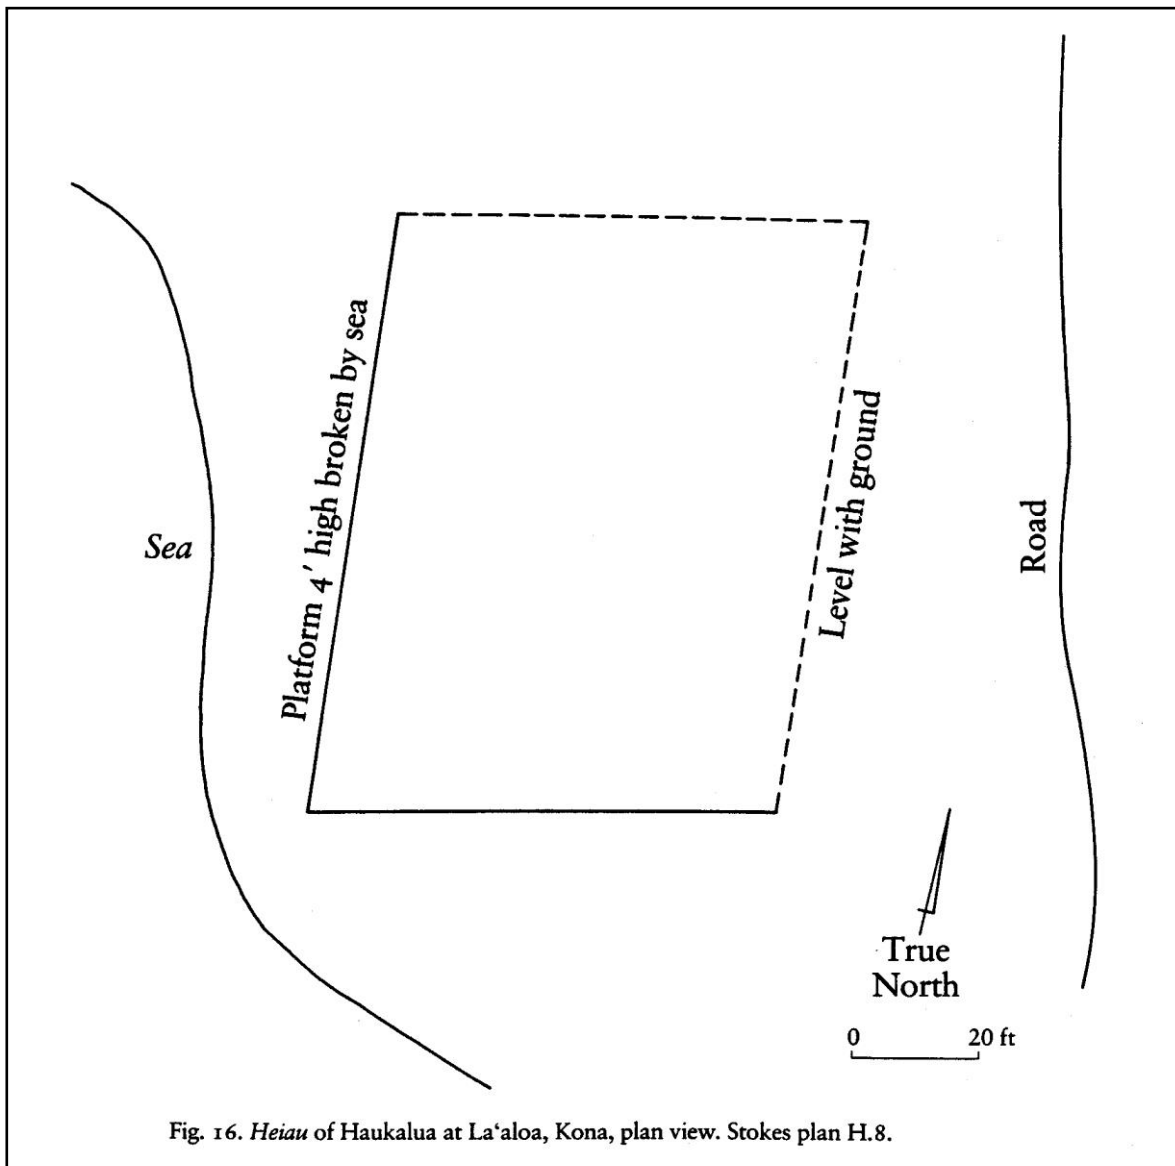 Platform 4' high broken by sea
Level with ground
Sea
Road
True
North
0 20 ft
Fig. 16. Heiau of Haukalua at La‘aloa, Kona, plan view. Stokes plan H.8.